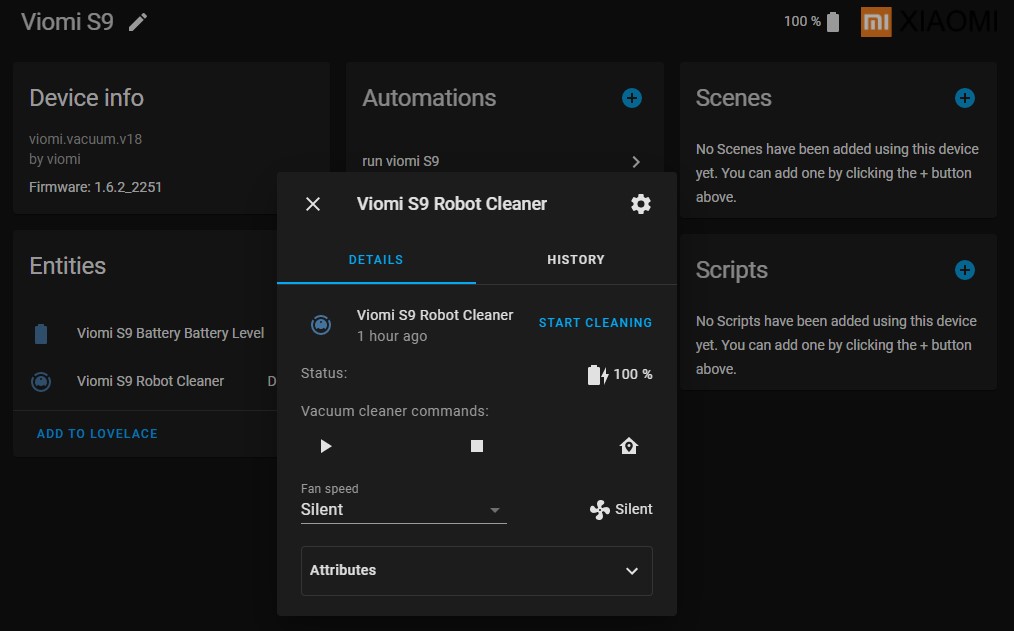 Viomi S9
100 %
mi XIAOMI
Device info
viomi.vacuum.v18
by viomi
Firmware: 1.6.2_2251
Automations
run viomi S9
Scenes
No Scenes have been added using this device
yet. You can add one by clicking the + button
above.
Entities
Viomi S9 Battery Battery Level
Viomi S9 Robot Cleaner D
ADD TO LOVELACE
Viomi S9 Robot Cleaner
DETAILS HISTORY
Viomi S9 Robot Cleaner
1 hour ago
START CLEANING
Status: 100 %
Vacuum cleaner commands:
Fan speed
Silent
Silent
Attributes
Scripts
No Scripts have been added using this device
yet. You can add one by clicking the + button
above.